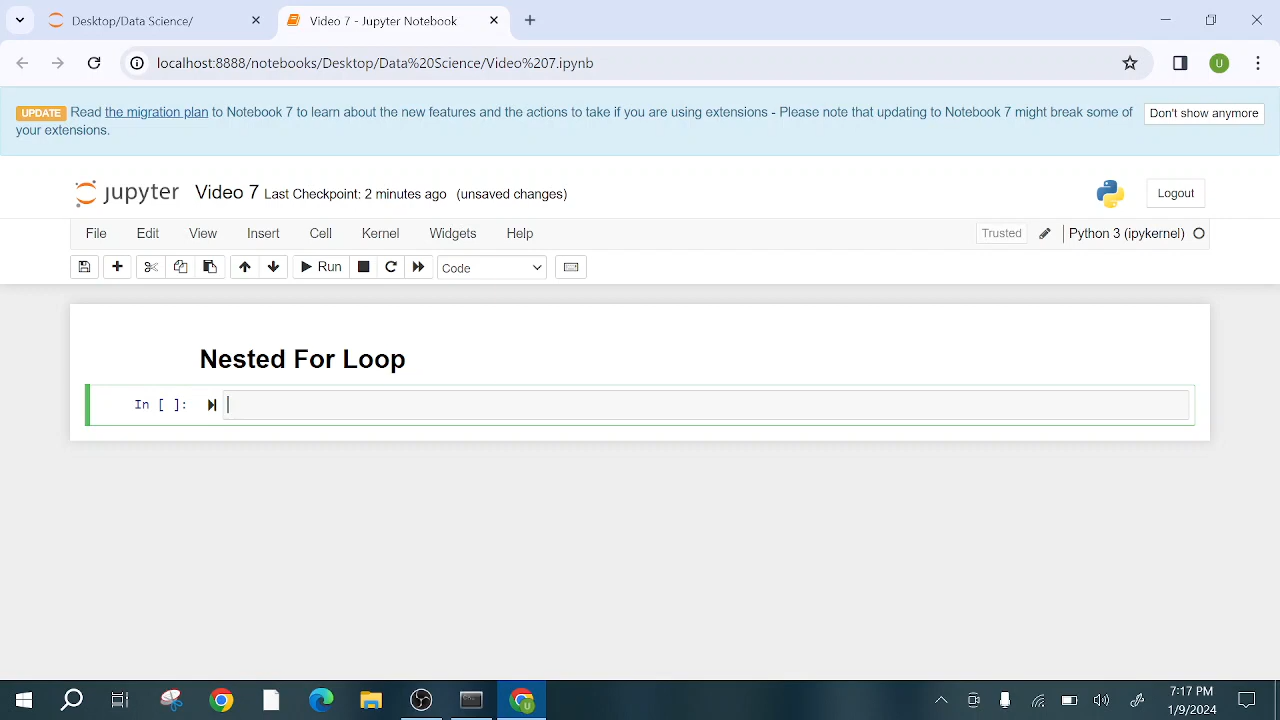 Desktop/Data Science/
Video 7 - Jupyter Notebook
localhost:8888/notebooks/Desktop/Data%20Science/Video%207.ipynb
U
UPDATE Read the migration plan to Notebook 7 to learn about the new features and the actions to take if you are using extensions - Please note that updating to Notebook 7 might break some of
your extensions.
Don't show anymore
jupyter Video 7 Last Checkpoint: 2 minutes ago (unsaved changes)
Logout
File Edit View Insert Cell Kernel Widgets Help
Trusted Python 3 (ipykernel)
Run Code
Nested For Loop
In [ ]:
U
:17 PM
1/9/2024